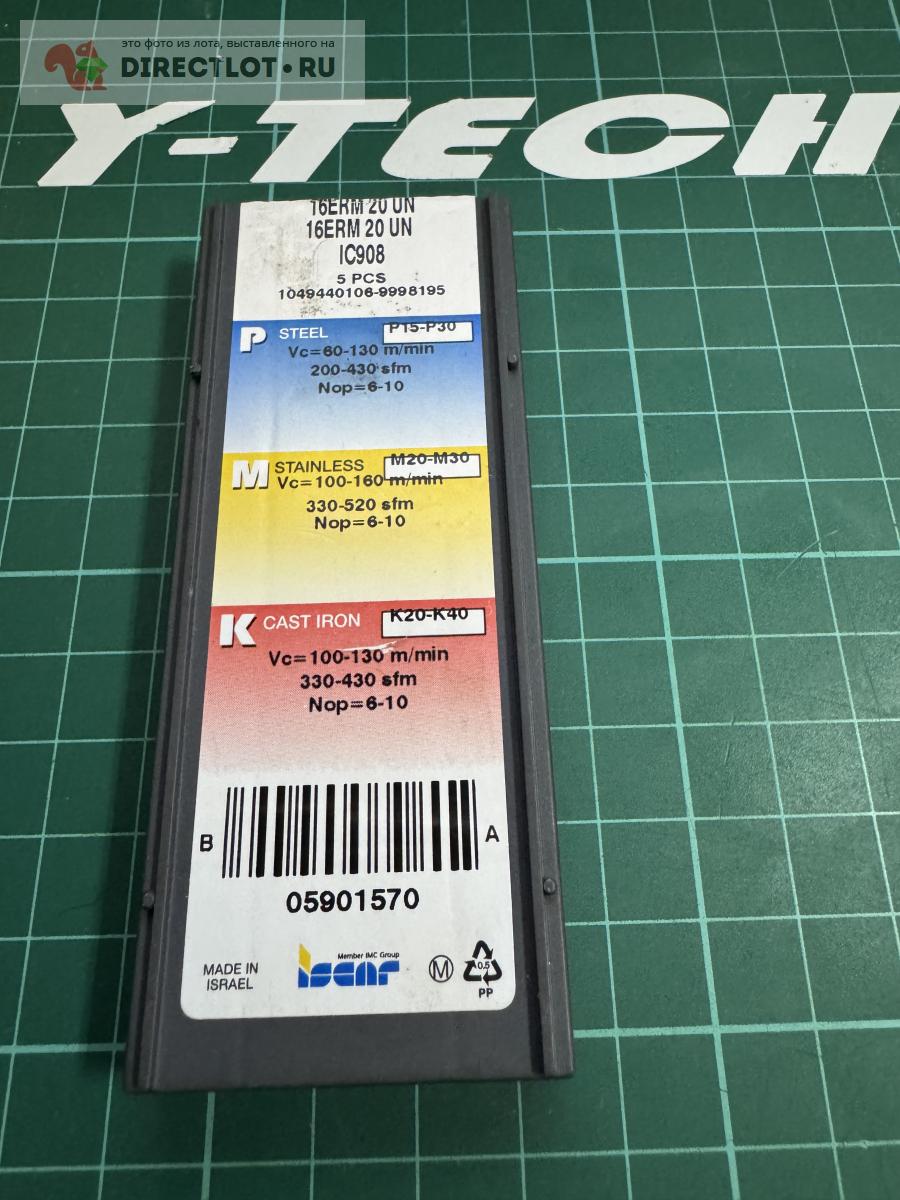 это фото из лота, выставленного на
DIRECTLOT•RU
Y-TECH
16ERM 20 UN
16ERM 20 UN
IC908
5 PCS
1049440106-9998195
P STEEL P15-P30
Vc=60-130 m/min
200-430 sfm
Nop=6-10
M STAINLESS M20-M30
Vc=100-160 m/min
330-520 sfm
Nop=6-10
K CAST IRON K20-K40
Vc=100-130 m/min
330-430 sfm
Nop=6-10
B A
05901570
MADE IN
ISRAEL
Member IMC Group
iscar
M
0.5
PP